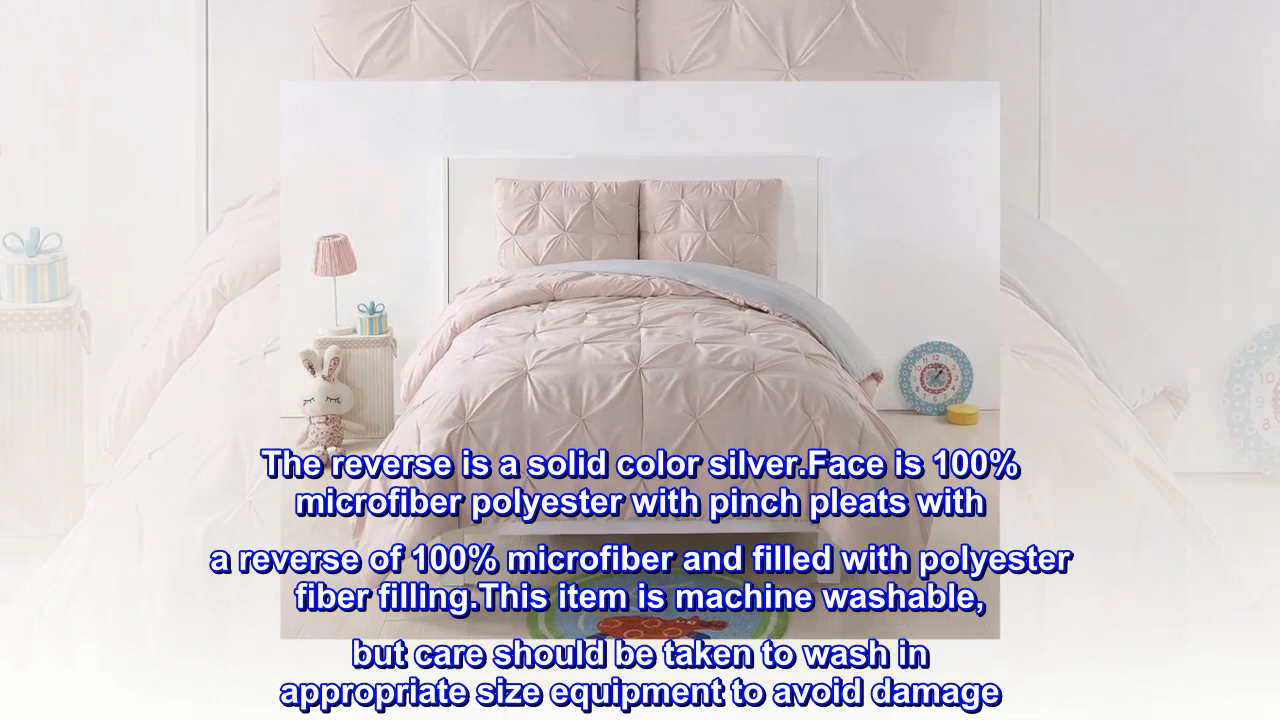 The reverse is a solid color silver.Face is 100%
microfiber polyester with pinch pleats with
a reverse of 100% microfiber and filled with polyester
fiber filling.This item is machine washable,
but care should be taken to wash in
appropriate size equipment to avoid damage